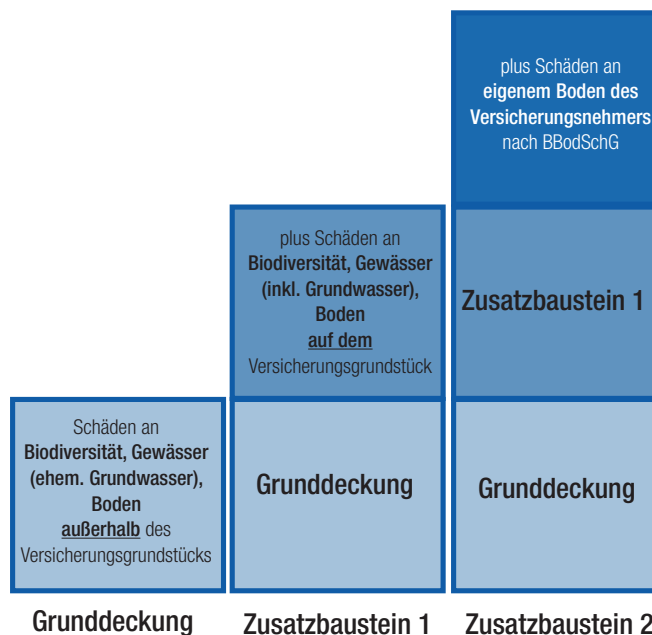 plus Schäden an
eigenem Boden des
Versicherungsnehmers
nach BBodSchG
plus Schäden an
Biodiversität, Gewässer
(inkl. Grundwasser),
Boden
auf dem
Versicherungsgrundstück
Zusatzbaustein 1
Schäden an
Biodiversität, Gewässer
(ehem. Grundwasser),
Boden
außerhalb des
Versicherungsgrundstücks
Grunddeckung
Grunddeckung
Grunddeckung
Zusatzbaustein 1
Zusatzbaustein 2